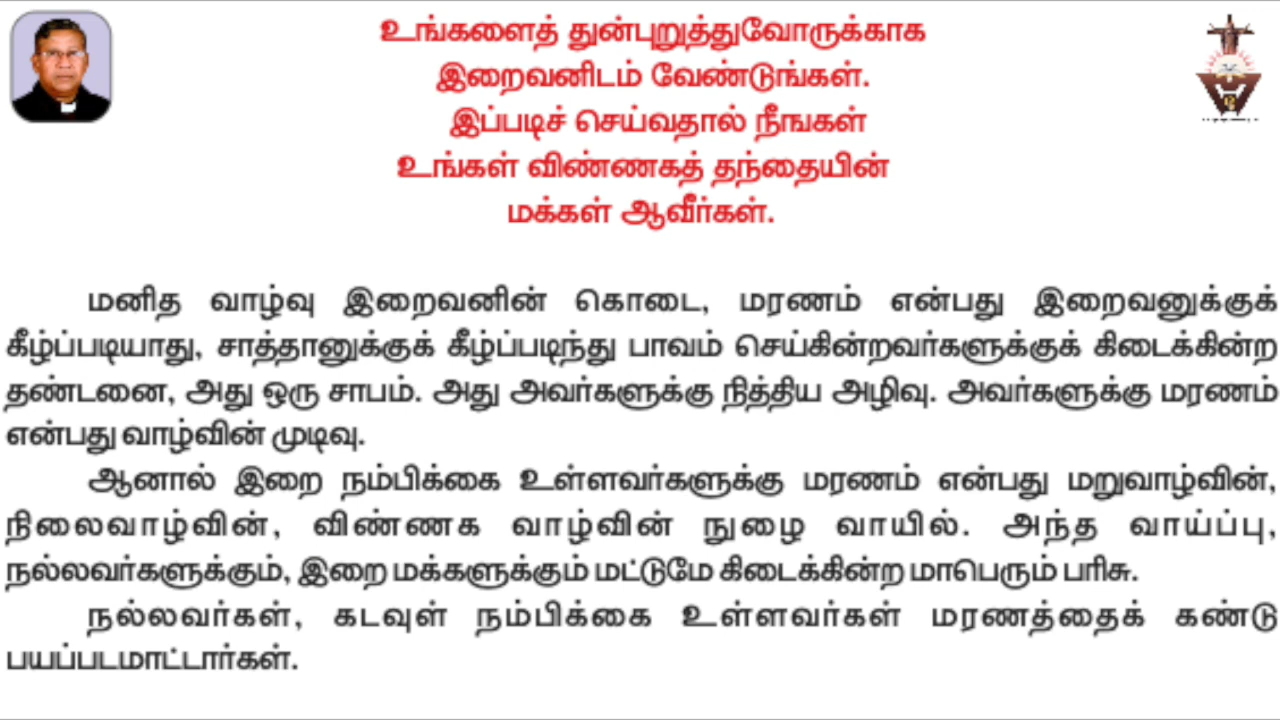 உங்களைத் துன்புறுத்துவோருக்காக
இறைவனிடம் வேண்டுங்கள்.
இப்படிச் செய்வதால் நீஙகள்
உங்கள் விண்ணகத் தந்தையின்
மக்கள் ஆவீர்கள்.
மனித வாழ்வு இறைவனின் கொடை, மரணம் என்பது இறைவனுக்குக்
கீழ்ப்படியாது, சாத்தானுக்குக் கீழ்ப்படிந்து பாவம் செய்கின்றவர்களுக்குக் கிடைக்கின்ற
தண்டனை, அது ஒரு சாபம். அது அவர்களுக்கு நித்திய அழிவு. அவர்களுக்கு மரணம்
என்பது வாழ்வின் முடிவு.
ஆனால் இறை நம்பிக்கை உள்ளவர்களுக்கு மரணம் என்பது மறுவாழ்வின்,
நிலைவாழ்வின், விண்ணக வாழ்வின் நுழை வாயில். அந்த வாய்ப்பு,
நல்லவர்களுக்கும், இறை மக்களுக்கும் மட்டுமே கிடைக்கின்ற மாபெரும் பரிசு.
நல்லவர்கள், கடவுள் நம்பிக்கை உள்ளவர்கள் மரணத்தைக் கண்டு
பயப்படமாட்டார்கள்.